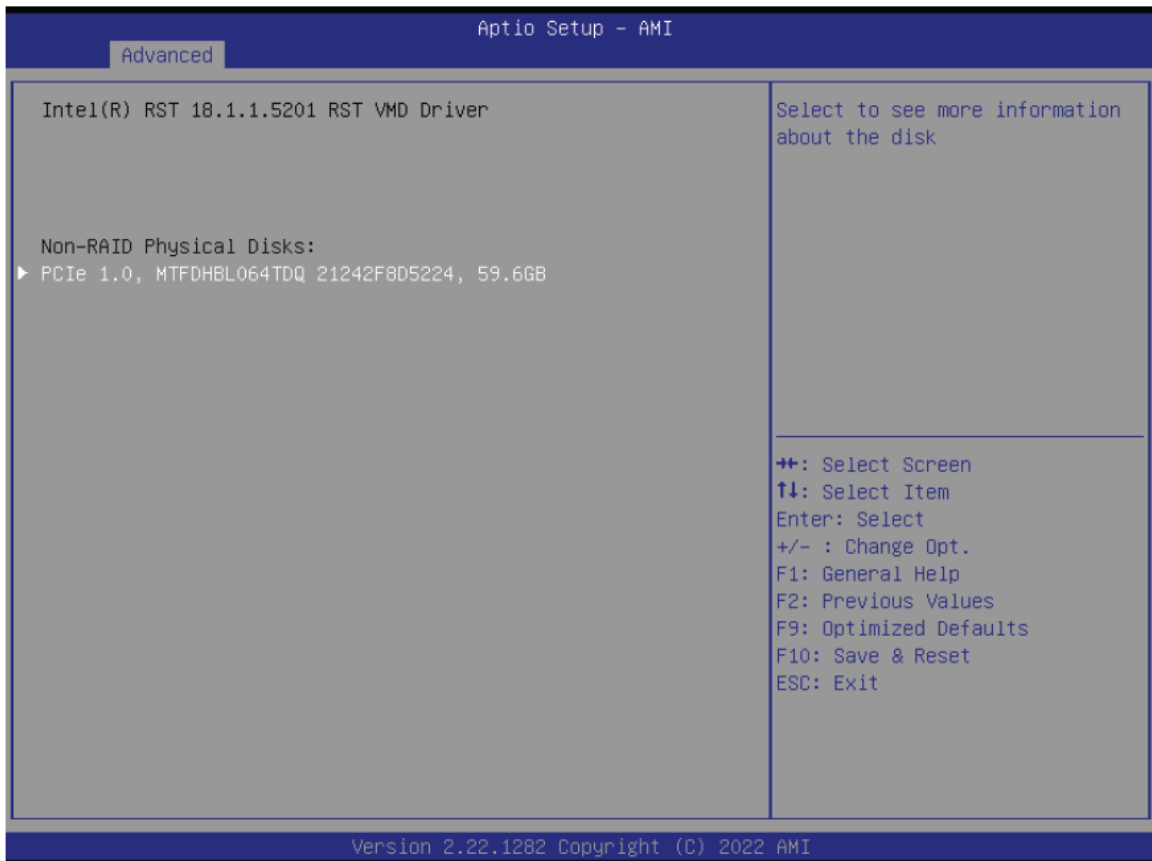 Aptio Setup - AMI
Advanced
Intel(R) RST 18.1.1.5201 RST VMD Driver
Non-RAID Physical Disks:
PCIe 1.0, MTFDHBL064TDQ 21242F8D5224, 59.6GB
Select to see more information
about the disk
→←: Select Screen
↑↓: Select Item
Enter: Select
+/- : Change Opt.
F1: General Help
F2: Previous Values
F9: Optimized Defaults
F10: Save & Reset
ESC: Exit
Version 2.22.1282 Copyright (C) 2022 AMI